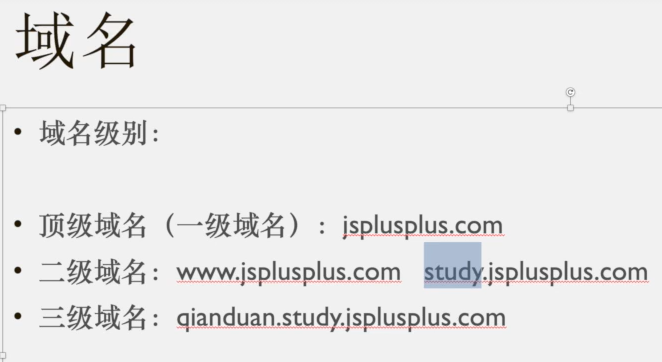 域名
• 域名级别：
• 顶级域名（一级域名）：jsplusplus.com
• 二级域名：www.jsplusplus.com study.jsplusplus.com
• 三级域名：qianduan.study.jsplusplus.com